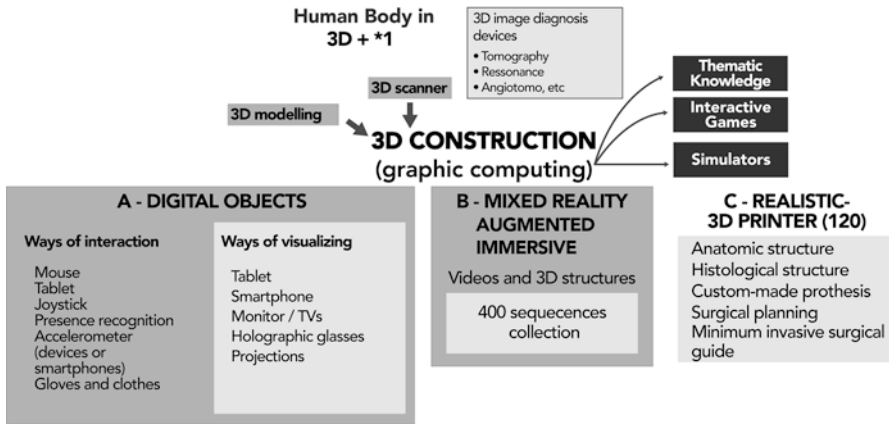 Human Body in
3D + *1
3D image diagnosis
devices
• Tomography
• Ressonance
• Angiotomo, etc
3D scanner
3D modelling
3D CONSTRUCTION
(graphic computing)
Thematic
Knowledge
Interactive
Games
Simulators
A - DIGITAL OBJECTS
Ways of interaction
Mouse
Tablet
Joystick
Presence recognition
Accelerometer
(devices or
smartphones)
Gloves and clothes
Ways of visualizing
Tablet
Smartphone
Monitor / TVs
Holographic glasses
Projections
B - MIXED REALITY
AUGMENTED
IMMERSIVE
Videos and 3D structures
400 sequecences
collection
C - REALISTIC-
3D PRINTER (120)
Anatomic structure
Histological structure
Custom-made prothesis
Surgical planning
Minimum invasive surgical
guide